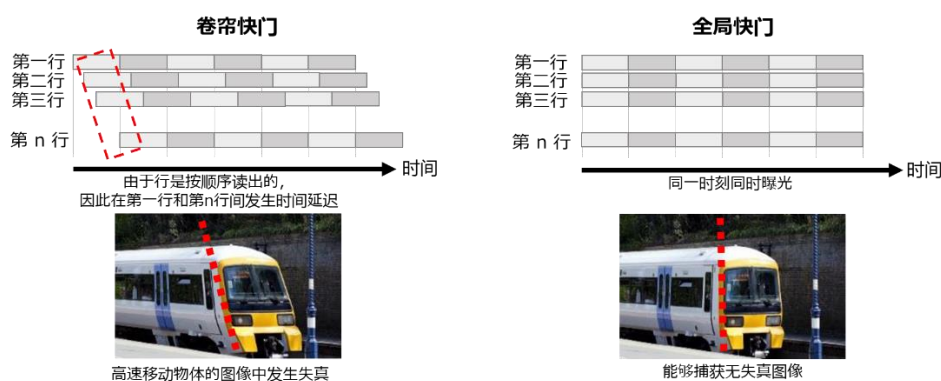 卷帘快门
第一行
第二行
第三行
第 n 行
时间
由于行是按顺序读出的，
因此在第一行和第n行间发生时间延迟
高速移动物体的图像中发生失真
全局快门
第一行
第二行
第三行
第 n 行
时间
同一时刻同时曝光
能够捕获无失真图像